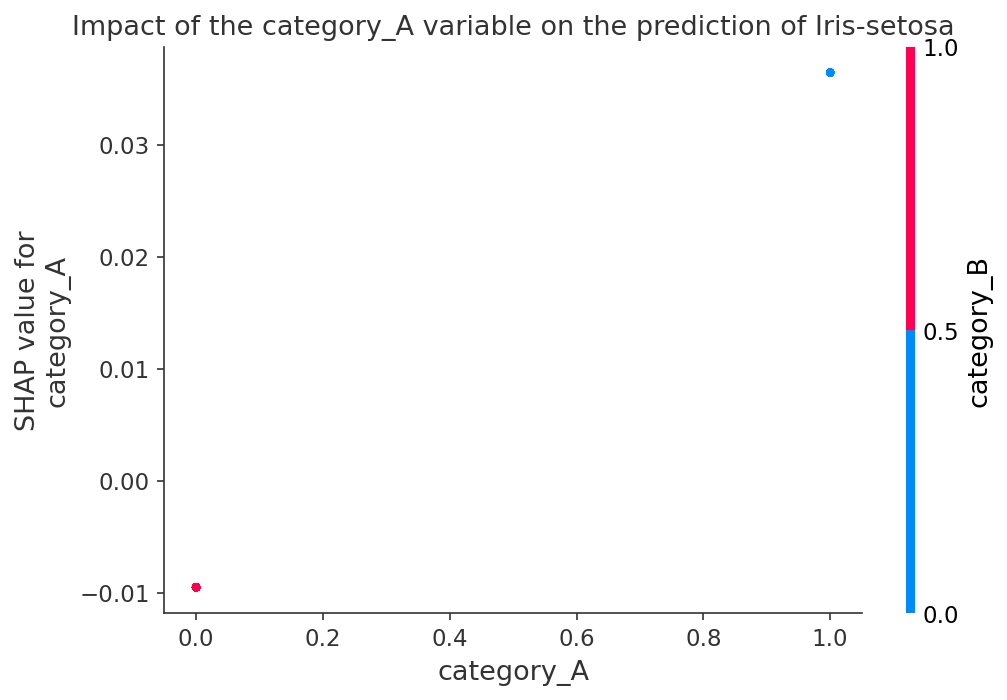 Impact of the category_A variable on the prediction of Iris-setosa
SHAP value for
category_A
0.03
0.02
0.01
0.00
−0.01
0.0 0.2 0.4 0.6 0.8 1.0
category_A
1.0
0.5
0.0
category_B